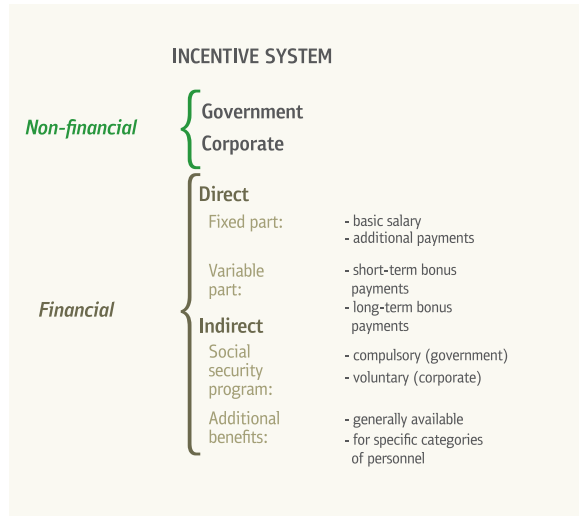 INCENTIVE SYSTEM
Non-financial
Government
Corporate
Financial
Direct
Fixed part:
- basic salary
- additional payments
Variable
part:
- short-term bonus
payments
- long-term bonus
payments
Indirect
Social
security
program:
- compulsory (government)
- voluntary (corporate)
Additional
benefits:
- generally available
- for specific categories
of personnel